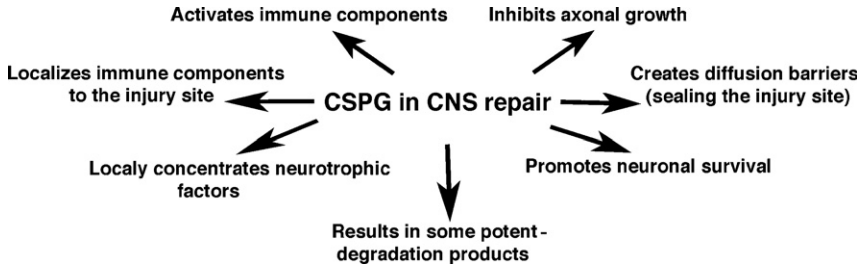 Activates immune components
Inhibits axonal growth
Localizes immune components
to the injury site
CSPG in CNS repair
Creates diffusion barriers
(sealing the injury site)
Localy concentrates neurotrophic
factors
Promotes neuronal survival
Results in some potent-
degradation products